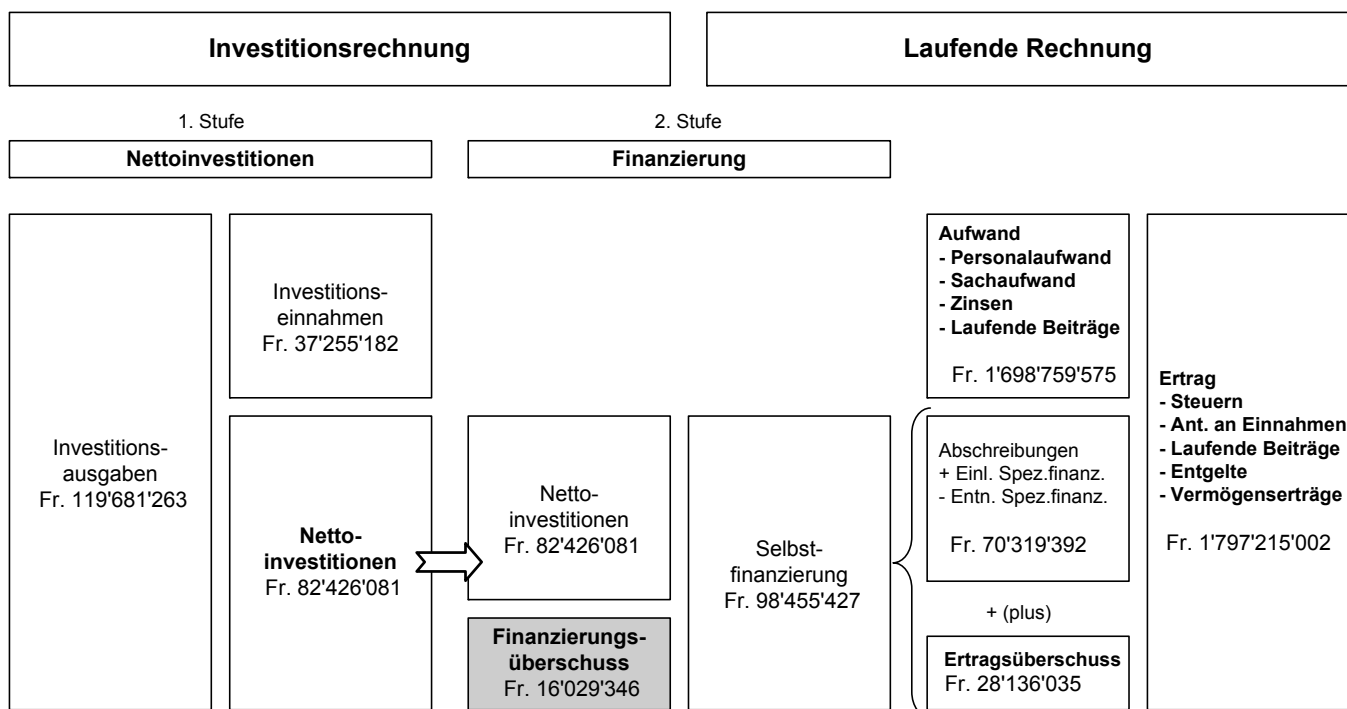 Investitionsrechnung
Laufende Rechnung
1. Stufe
2. Stufe
Nettoinvestitionen
Finanzierung
Investitions-
ausgaben
Fr. 119'681'263
Investitions-
einnahmen
Fr. 37'255'182
Netto-
investitionen
Fr. 82'426'081
Netto-
investitionen
Fr. 82'426'081
Finanzierungs-
überschuss
Fr. 16'029'346
Selbst-
finanzierung
Fr. 98'455'427
Aufwand
- Personalaufwand
- Sachaufwand
- Zinsen
- Laufende Beiträge
Fr. 1'698'759'575
Abschreibungen
+ Einl. Spez.finanz.
- Entn. Spez.finanz.
Fr. 70'319'392
+ (plus)
Ertragsüberschuss
Fr. 28'136'035
Ertrag
- Steuern
- Ant. an Einnahmen
- Laufende Beiträge
- Entgelte
- Vermögenserträge
Fr. 1'797'215'002